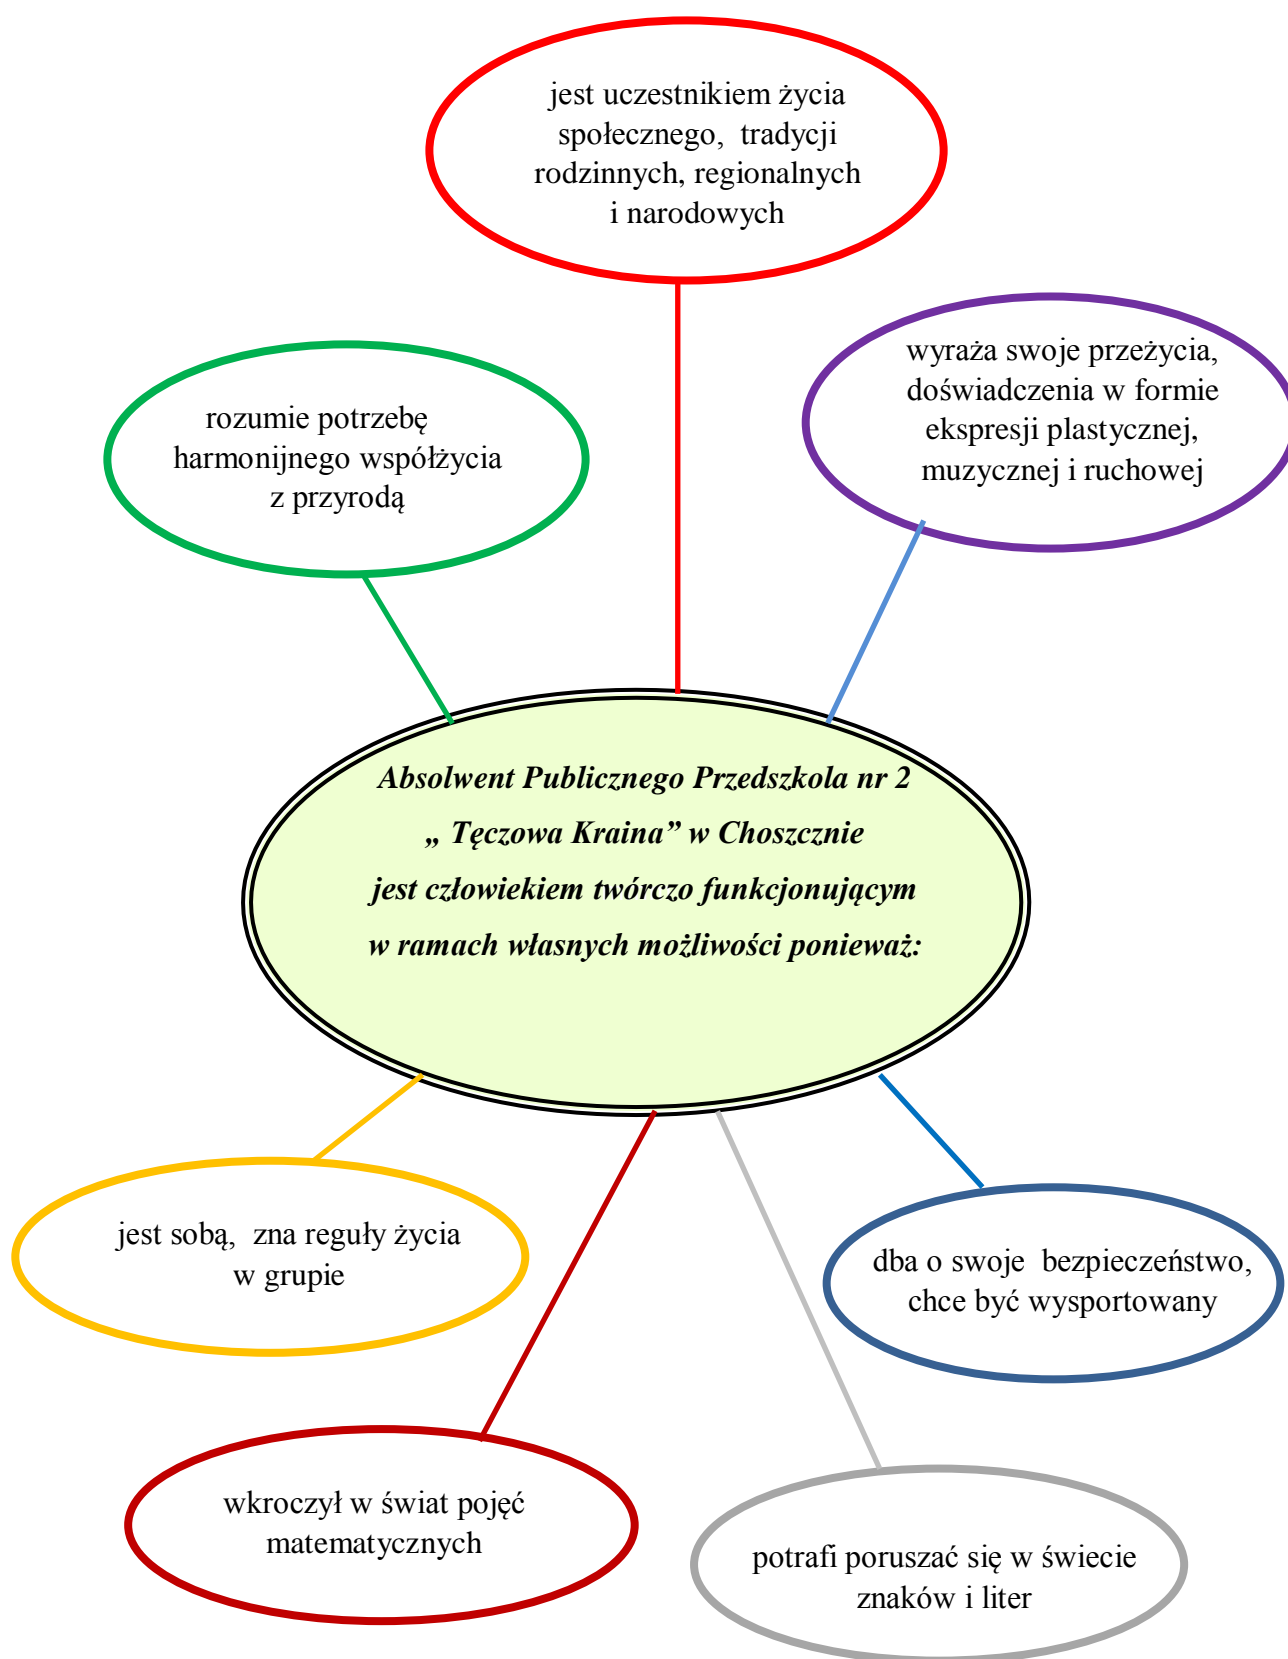 jest uczestnikiem życia
społecznego,  tradycji
rodzinnych, regionalnych
i narodowych
wyraża swoje przeżycia,
doświadczenia w formie
ekspresji plastycznej,
muzycznej i ruchowej
rozumie potrzebę
harmonijnego współżycia
z przyrodą
Absolwent Publicznego Przedszkola nr 2
„ Tęczowa Kraina” w Choszcznie
jest człowiekiem twórczo funkcjonującym
w ramach własnych możliwości ponieważ:
jest sobą,  zna reguły życia
w grupie
dba o swoje  bezpieczeństwo,
chce być wysportowany
wkroczył w świat pojęć
matematycznych
potrafi poruszać się w świecie
znaków i liter